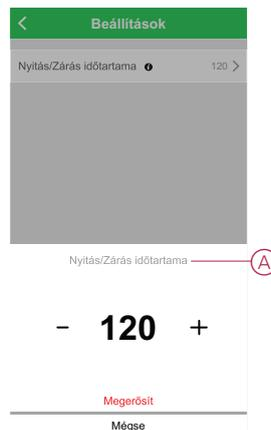 Beállítások
Nyitás/Zárás időtartama 120
Nyitás/Zárás időtartama A
- 120 +
Megerősít
Mégse